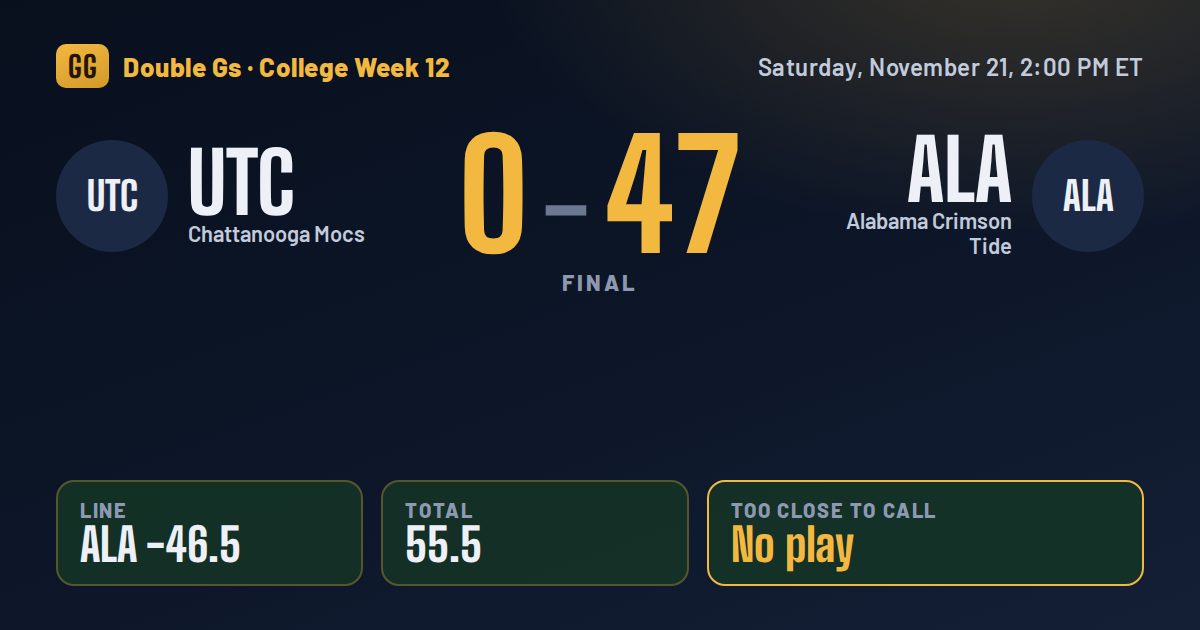 GG
Double Gs · College Week 12
Saturday, November 21, 2:00 PM ET
UTC
UTC
Chattanooga Mocs
0 – 47
FINAL
ALA
Alabama Crimson
Tide
ALA
LINE
ALA −46.5
TOTAL
55.5
TOO CLOSE TO CALL
No play